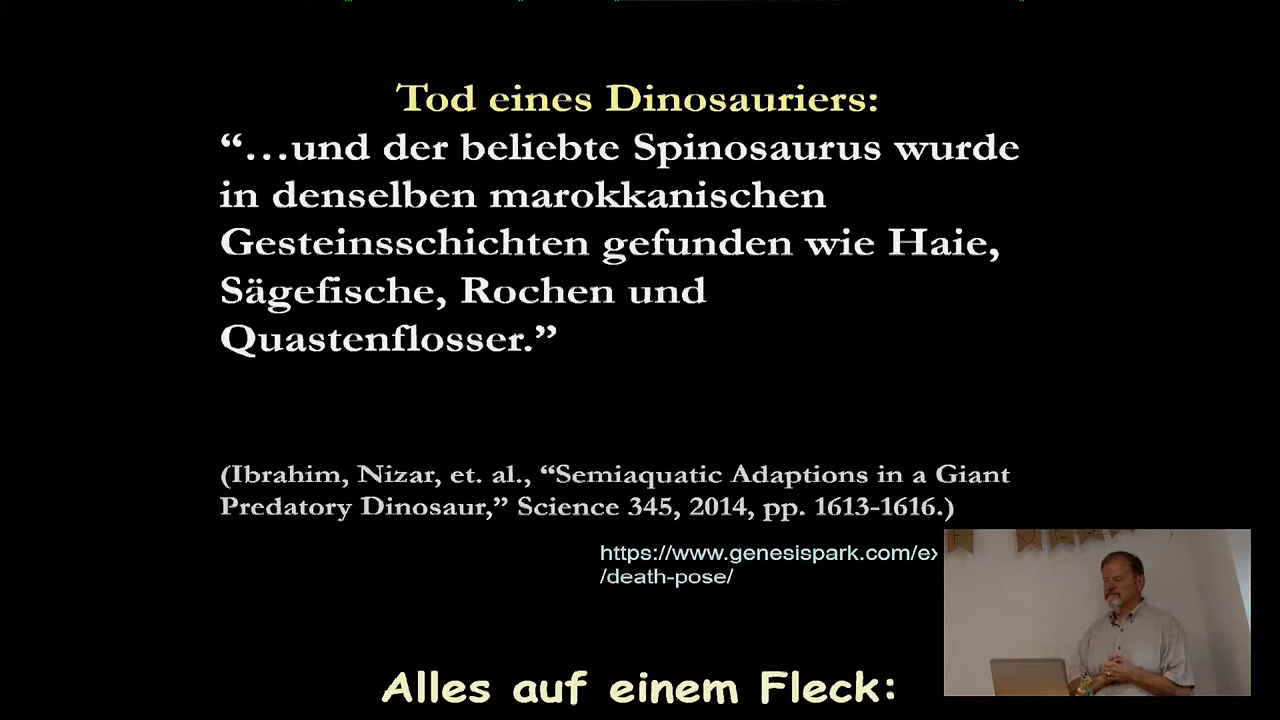 Tod eines Dinosauriers:
“…und der beliebte Spinosaurus wurde
in denselben marokkanischen
Gesteinsschichten gefunden wie Haie,
Sägefische, Rochen und
Quastenflosser.”
(Ibrahim, Nizar, et. al., “Semiaquatic Adaptions in a Giant
Predatory Dinosaur,” Science 345, 2014, pp. 1613-1616.)
https://www.genesispark.com/ex
/death-pose/
Alles auf einem Fleck: